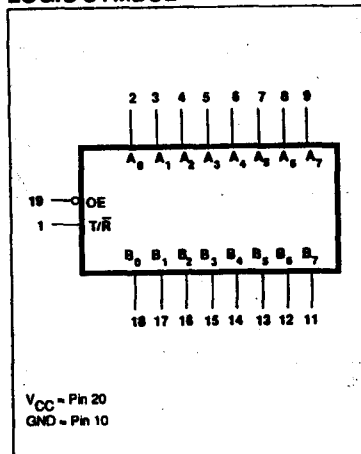 LOGIC SYMBOL
2 3 4 5 6 7 8 9
A0 A1 A2 A3 A4 A5 A6 A7
19 OE
1 T/R̅
B0 B1 B2 B3 B4 B5 B6 B7
18 17 16 15 14 13 12 11
VCC = Pin 20
GND = Pin 10